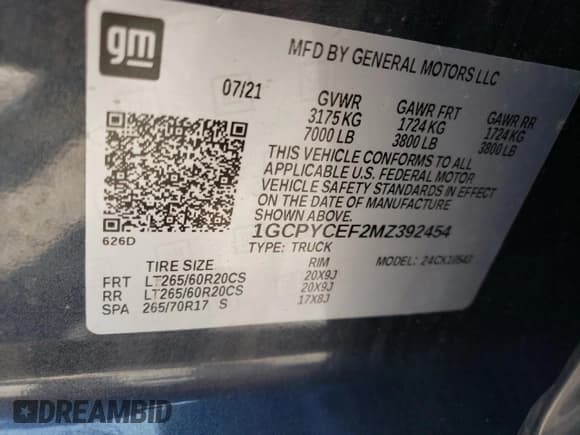 gm
MFD BY GENERAL MOTORS LLC
07/21
GVWR GAWR FRT GAWR RR
3175 KG 1724 KG 1724 KG
7000 LB 3800 LB 3800 LB
THIS VEHICLE CONFORMS TO ALL
APPLICABLE U.S. FEDERAL MOTOR
VEHICLE SAFETY STANDARDS IN EFFECT
ON THE DATE OF MANUFACTURE
SHOWN ABOVE.
1GCPYCEF2MZ392454
626D
TYPE: TRUCK MODEL: 24CK10543
TIRE SIZE RIM
FRT LT265/60R20CS 20X9J
RR LT265/60R20CS 20X9J
SPA 265/70R17 S 17X8J
DREAMBID